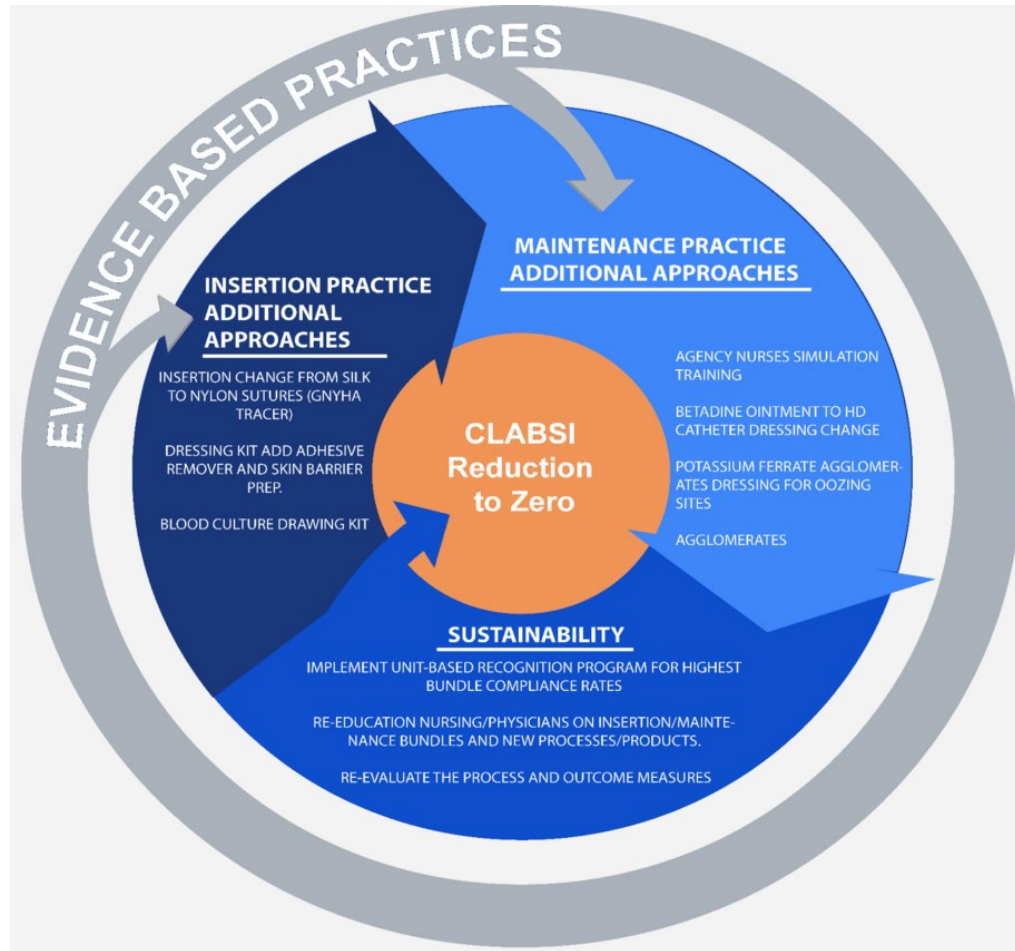 EVIDENCE BASED PRACTICES
INSERTION PRACTICE
ADDITIONAL
APPROACHES
INSERTION CHANGE FROM SILK
TO NYLON SUTURES (GNYHA
TRACER)
DRESSING KIT ADD ADHESIVE
REMOVER AND SKIN BARRIER
PREP.
BLOOD CULTURE DRAWING KIT
MAINTENANCE PRACTICE
ADDITIONAL APPROACHES
AGENCY NURSES SIMULATION
TRAINING
BETADINE OINTMENT TO HD
CATHETER DRESSING CHANGE
POTASSIUM FERRATE AGGLOMER-
ATES DRESSING FOR OOZING
SITES
AGGLOMERATES
CLABSI
Reduction
to Zero
SUSTAINABILITY
IMPLEMENT UNIT-BASED RECOGNITION PROGRAM FOR HIGHEST
BUNDLE COMPLIANCE RATES
RE-EDUCATION NURSING/PHYSICIANS ON INSERTION/MAINTE-
NANCE BUNDLES AND NEW PROCESSES/PRODUCTS.
RE-EVALUATE THE PROCESS AND OUTCOME MEASURES